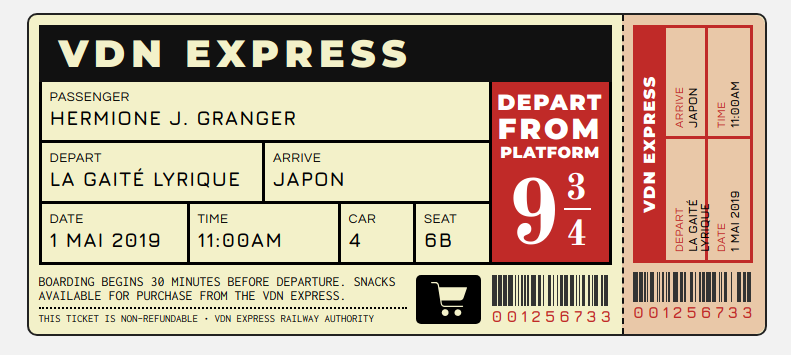 VDN EXPRESS
PASSENGER
HERMIONE J. GRANGER
DEPART
LA GAITÉ LYRIQUE
ARRIVE
JAPON
DATE
1 MAI 2019
TIME
11:00AM
CAR
4
SEAT
6B
DEPART
FROM
PLATFORM
9 3/4
BOARDING BEGINS 30 MINUTES BEFORE DEPARTURE. SNACKS
AVAILABLE FOR PURCHASE FROM THE VDN EXPRESS.
THIS TICKET IS NON-REFUNDABLE • VDN EXPRESS RAILWAY AUTHORITY
001256733
VDN EXPRESS
DEPART
LA GAITÉ
LYRIQUE
ARRIVE
JAPON
DATE
1 MAI 2019
TIME
11:00AM
001256733